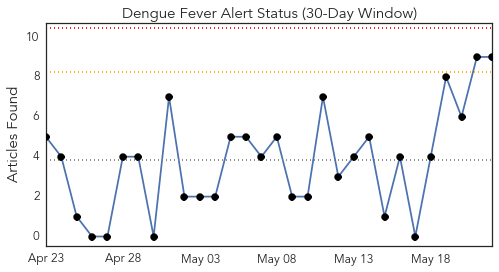 Dengue Fever Alert Status (30-Day Window)
Articles Found
10
8
6
4
2
0
Apr 23
Apr 28
May 03
May 08
May 13
May 18